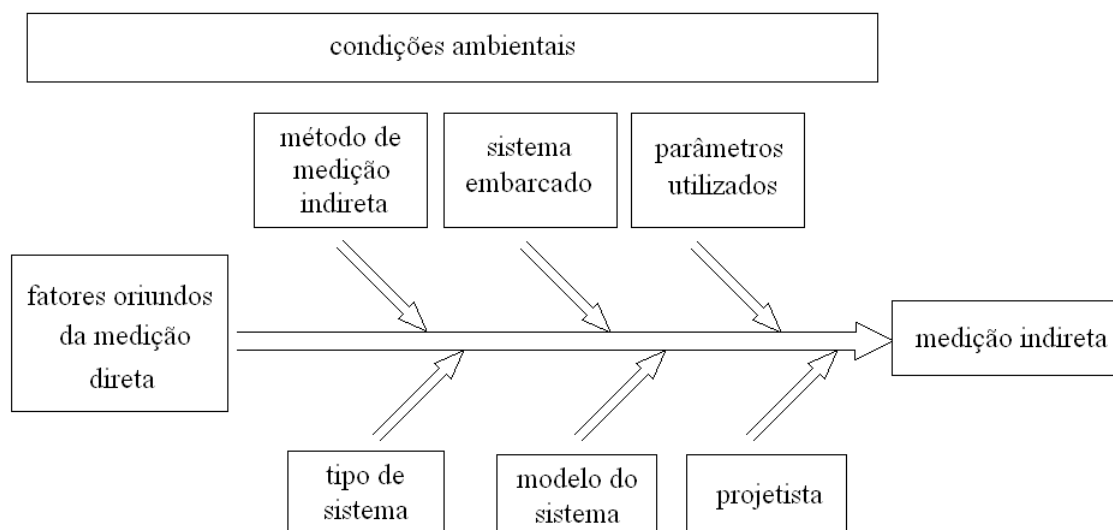 condições ambientais
método de
medição
indireta
sistema
embarcado
parâmetros
utilizados
fatores oriundos
da medição
direta
medição indireta
tipo de
sistema
modelo do
sistema
projetista